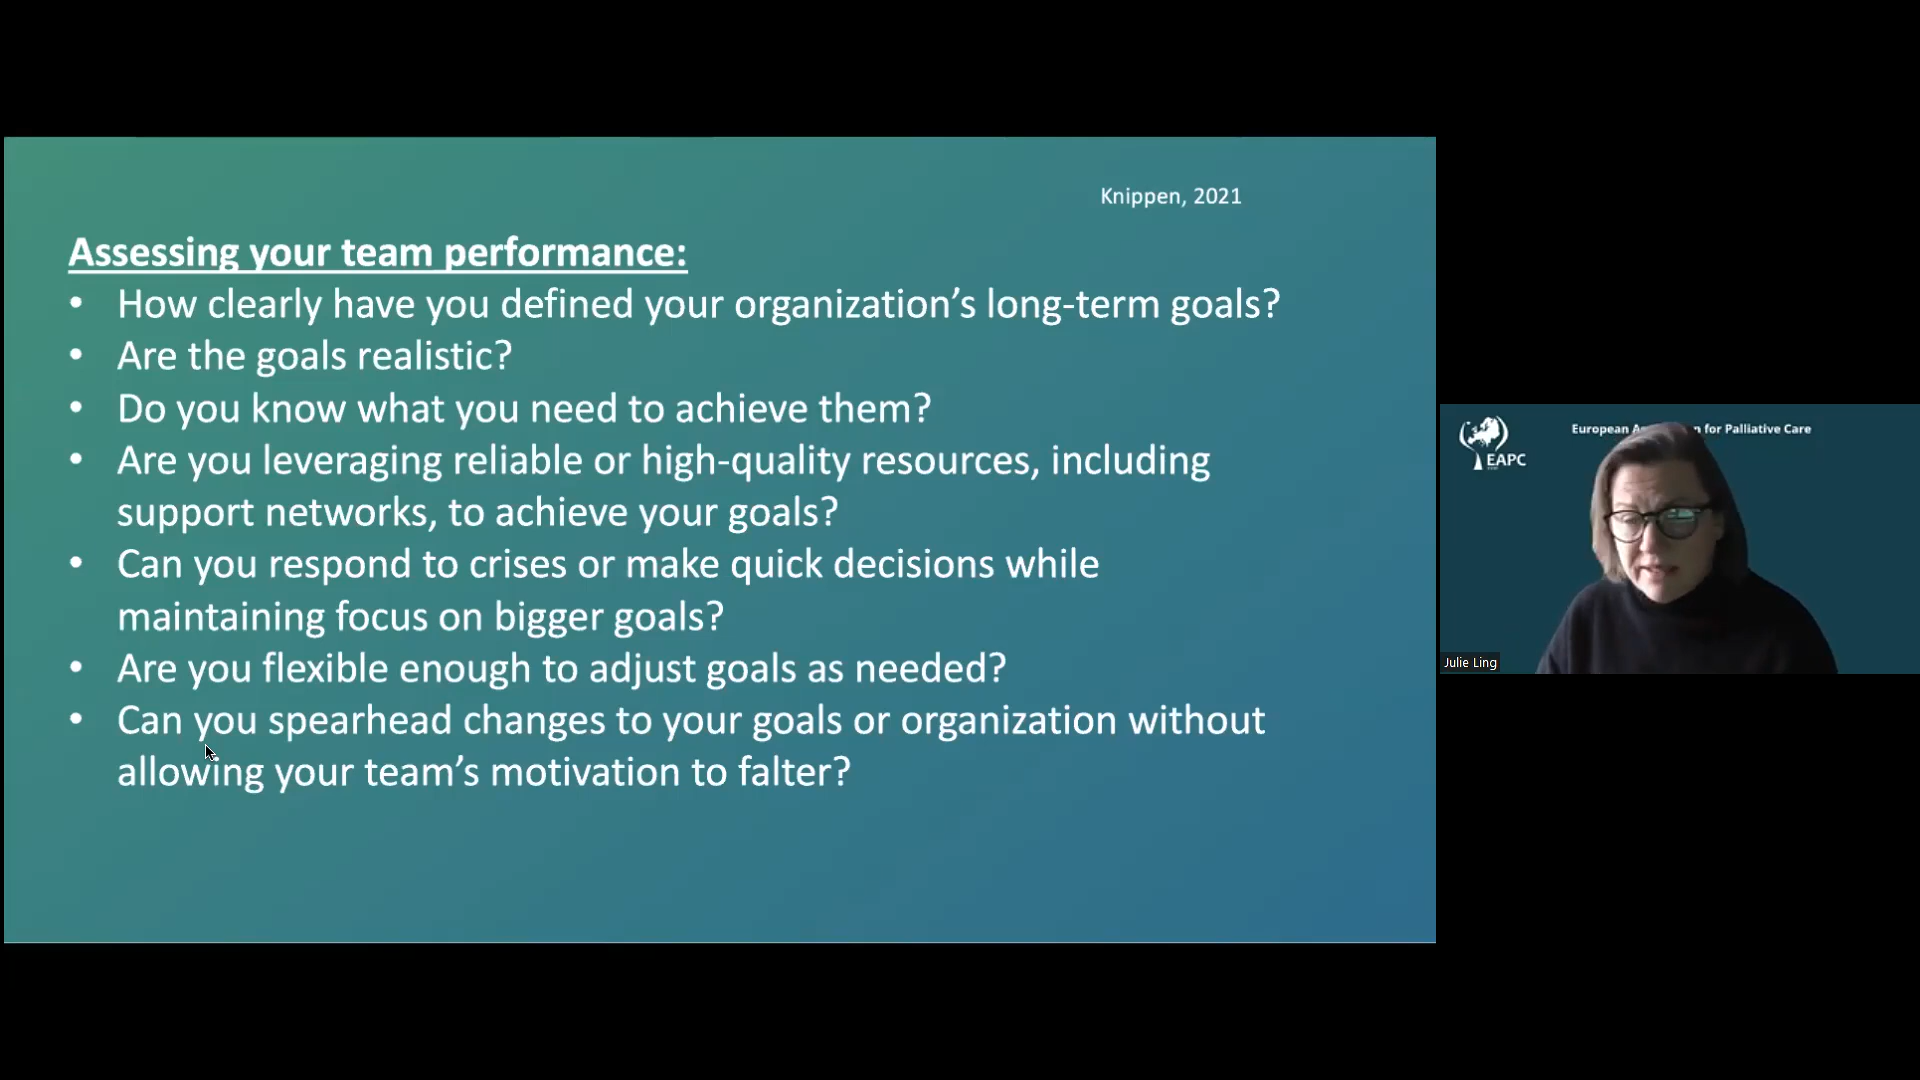 Knippen, 2021
Assessing your team performance:
• How clearly have you defined your organization’s long-term goals?
• Are the goals realistic?
• Do you know what you need to achieve them?
• Are you leveraging reliable or high-quality resources, including
support networks, to achieve your goals?
• Can you respond to crises or make quick decisions while
maintaining focus on bigger goals?
• Are you flexible enough to adjust goals as needed?
• Can you spearhead changes to your goals or organization without
allowing your team’s motivation to falter?
European for Palliative Care
EAPC
Julie Ling